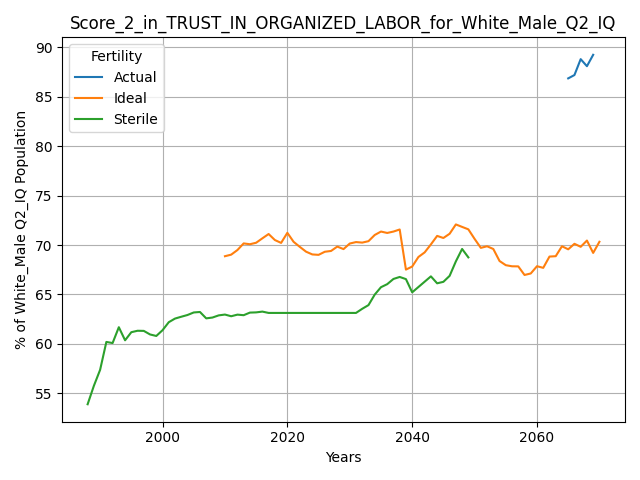 Score_2_in_TRUST_IN_ORGANIZED_LABOR_for_White_Male_Q2_IQ
Fertility
Actual
Ideal
Sterile
% of White_Male Q2_IQ Population
90
85
80
75
70
65
60
55
2000
2020
2040
2060
Years